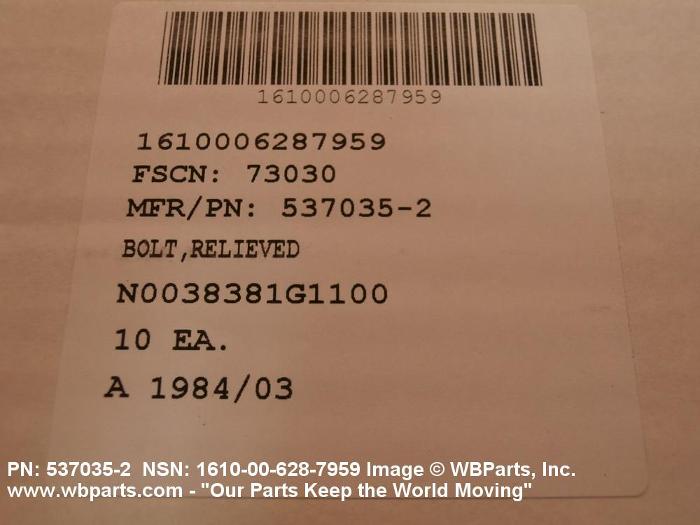 1610006287959
1610006287959
FSCN: 73030
MFR/PN: 537035-2
BOLT,RELIEVED
N0038381G1100
10 EA.
A 1984/03
PN: 537035-2 NSN: 1610-00-628-7959 Image © WBParts, Inc.
www.wbparts.com - "Our Parts Keep the World Moving"